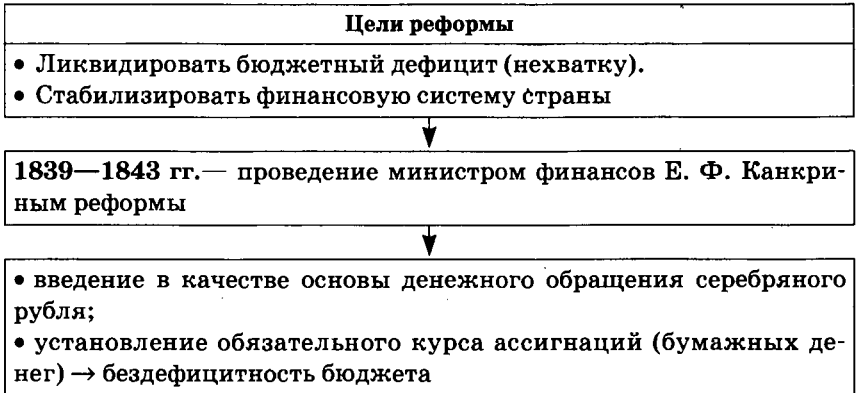 Цели реформы
• Ликвидировать бюджетный дефицит (нехватку).
• Стабилизировать финансовую систему страны
1839—1843 гг.— проведение министром финансов Е. Ф. Канкри-
ным реформы
• введение в качестве основы денежного обращения серебряного
рубля;
• установление обязательного курса ассигнаций (бумажных де-
нег) → бездефицитность бюджета